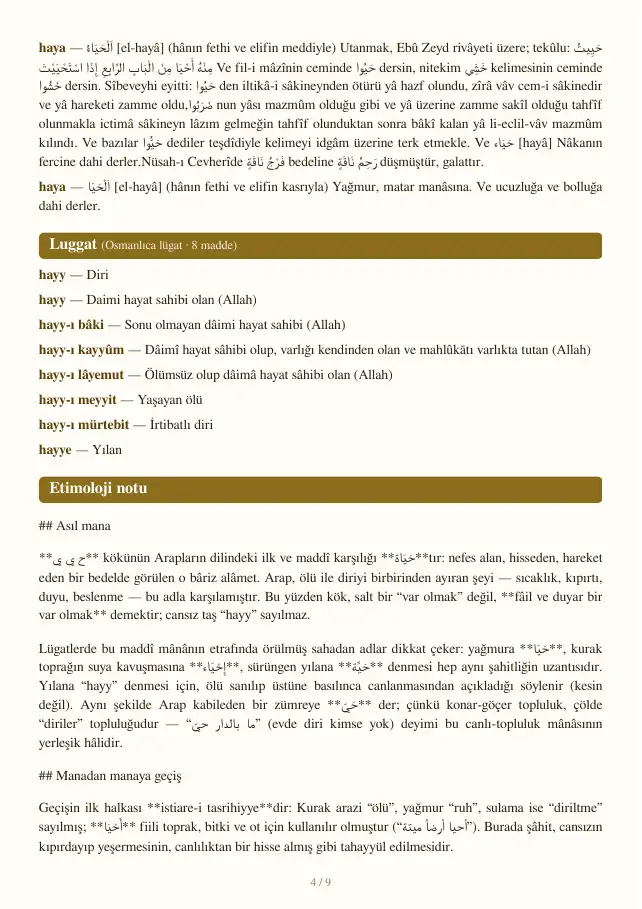 haya — اَلْحَيَاءُ [el-hayâ] (hânın fethi ve elifin meddiyle) Utanmak, Ebû Zeyd rivâyeti üzere; tekûlu: حَيِيتُ
مِنْهُ أَحْيَا مِنَ الْبَابِ الرَّابِعِ إِذَا اسْتَحْيَيْتَ Ve fil-i mâzînin ceminde حَيُوا dersin, nitekim خَشِيَ kelimesinin ceminde
خَشُوا dersin. Sîbeveyhi eyitti: حَيُوا den iltikâ-i sâkineynden ötürü yâ hazf olundu, zîrâ vâv cem-i sâkinedir
ve yâ hareketi zamme oldu,ضَرَبُوا nun yâsı mazmûm olduğu gibi ve yâ üzerine zamme sakîl olduğu tahfîf
olunmakla ictimâ sâkineyn lâzım gelmeğin tahfîf olunduktan sonra bâkî kalan yâ li-eclil-vâv mazmûm
kılındı. Ve bazılar حَيُّوا dediler teşdîdiyle kelimeyi idgâm üzerine terk etmekle. Ve حَيَاء [hayâ] Nâkanın
fercine dahi derler.Nüsah-ı Cevherîde فَرْجُ نَاقَةٍ bedeline رَحِمُ نَاقَةٍ düşmüştür, galattır.
haya — اَلْحَيَا [el-hayâ] (hânın fethi ve elifin kasrıyla) Yağmur, matar manâsına. Ve ucuzluğa ve bolluğa
dahi derler.
Luggat (Osmanlıca lügat · 8 madde)
hayy — Diri
hayy — Daimi hayat sahibi olan (Allah)
hayy-ı bâki — Sonu olmayan dâimi hayat sahibi (Allah)
hayy-ı kayyûm — Dâimî hayat sâhibi olup, varlığı kendinden olan ve mahlûkātı varlıkta tutan (Allah)
hayy-ı lâyemut — Ölümsüz olup dâimâ hayat sâhibi olan (Allah)
hayy-ı meyyit — Yaşayan ölü
hayy-ı mürtebit — İrtibatlı diri
hayye — Yılan
Etimoloji notu
## Asıl mana
**ح ي ي** kökünün Arapların dilindeki ilk ve maddî karşılığı **حَيَاة**tır: nefes alan, hisseden, hareket
eden bir bedelde görülen o bâriz alâmet. Arap, ölü ile diriyi birbirinden ayıran şeyi — sıcaklık, kıpırtı,
duyu, beslenme — bu adla karşılamıştır. Bu yüzden kök, salt bir “var olmak” değil, **fâil ve duyar bir
var olmak** demektir; cansız taş “hayy” sayılmaz.
Lügatlerde bu maddî mânânın etrafında örülmüş sahadan adlar dikkat çeker: yağmura **حَيَا**, kurak
toprağın suya kavuşmasına **إِحْيَاء**, sürüngen yılana **حَيَّة** denmesi hep aynı şahitliğin uzantısıdır.
Yılana “hayy” denmesi için, ölü sanılıp üstüne basılınca canlanmasından açıkladığı söylenir (kesin
değil). Aynı şekilde Arap kabileden bir zümreye **حَيّ** der; çünkü konar-göçer topluluk, çölde
“diriler” topluluğudur — “ما بالدار حيّ” (evde diri kimse yok) deyimi bu canlı-topluluk mânâsının
yerleşik hâlidir.
## Manadan manaya geçiş
Geçişin ilk halkası **istiare-i tasrihiyye**dir: Kurak arazi “ölü”, yağmur “ruh”, sulama ise “diriltme”
sayılmış; **أَحْيَا** fiili toprak, bitki ve ot için kullanılır olmuştur (“أحيا أرضاً ميتة”). Burada şâhit, cansızın
kıpırdayıp yeşermesinin, canlılıktan bir hisse almış gibi tahayyül edilmesidir.
4 / 9